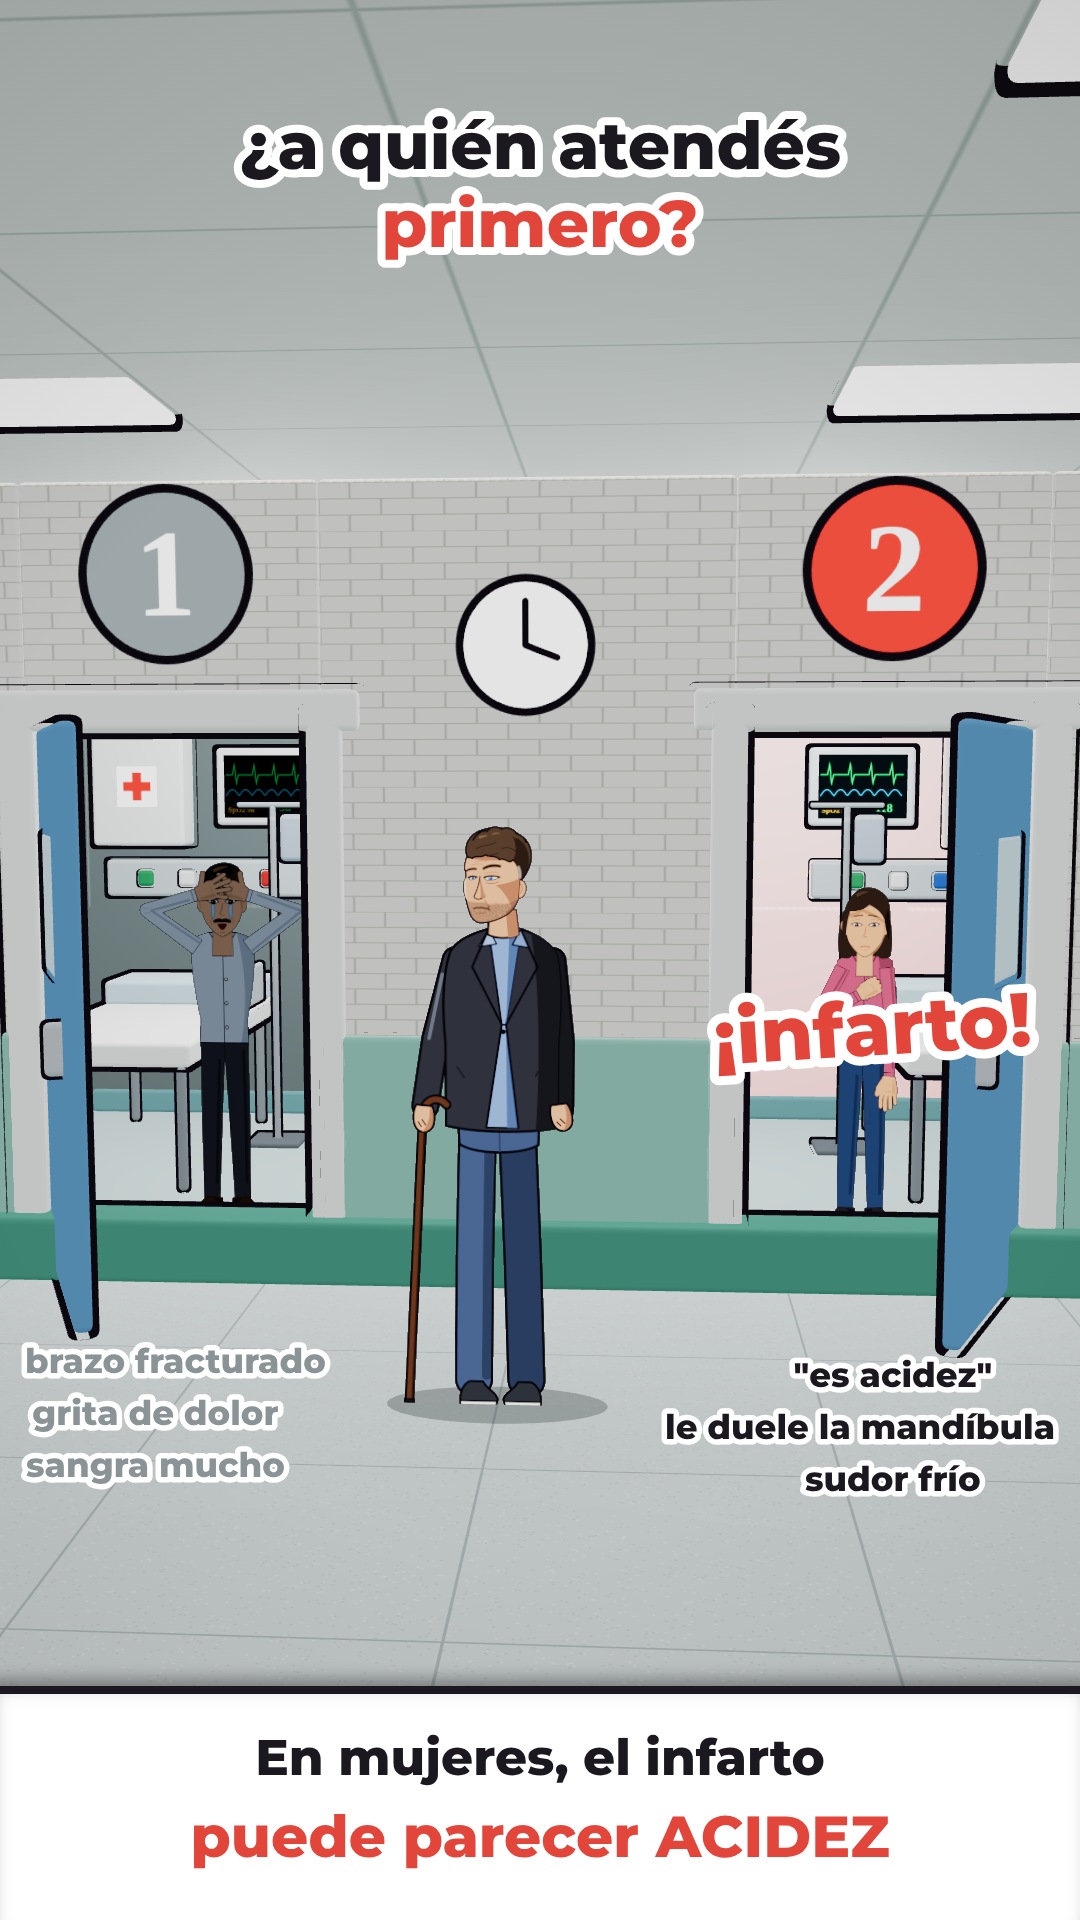 ¿a quién atendés
primero?
1
2
¡infarto!
brazo fracturado
grita de dolor
sangra mucho
"es acidez"
le duele la mandíbula
sudor frío
En mujeres, el infarto
puede parecer ACIDEZ